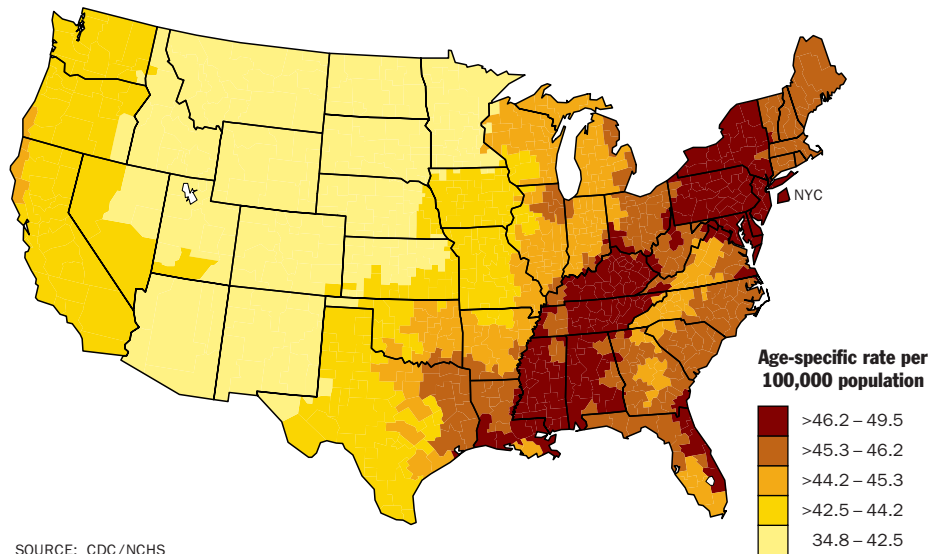 NYC
Age-specific rate per
100,000 population
>46.2 – 49.5
>45.3 – 46.2
>44.2 – 45.3
>42.5 – 44.2
34.8 – 42.5
SOURCE: CDC/NCHS